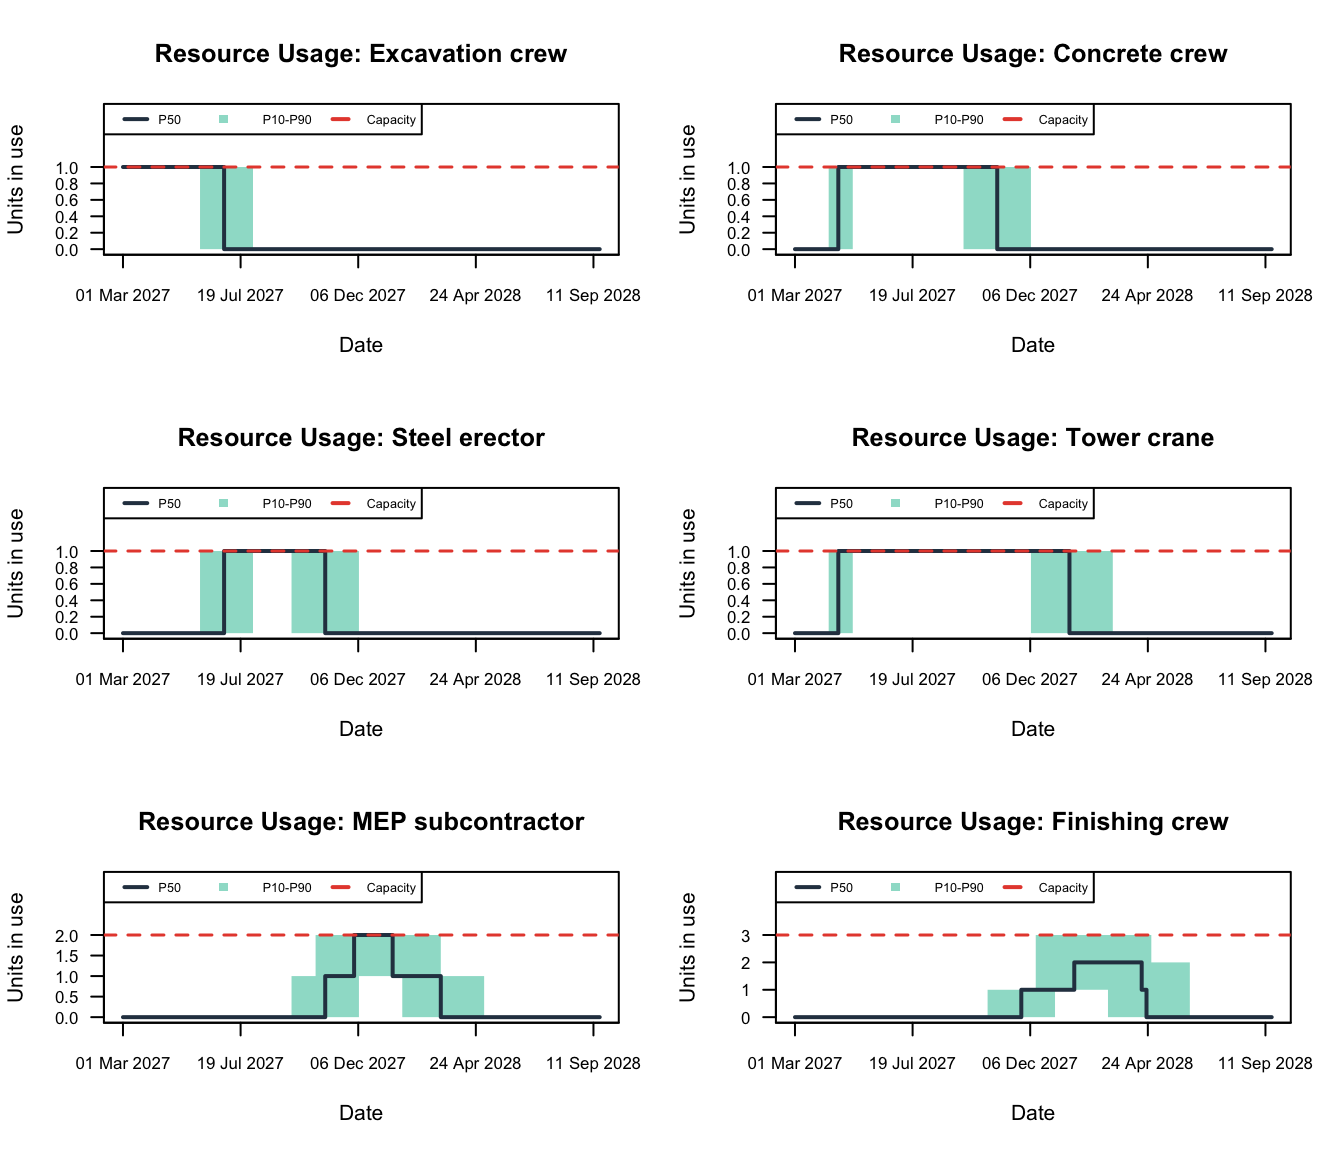 Resource Usage: Excavation crew
P50 P10-P90 Capacity
Units in use
1.0
0.8
0.6
0.4
0.2
0.0
01 Mar 2027 19 Jul 2027 06 Dec 2027 24 Apr 2028 11 Sep 2028
Date
Resource Usage: Concrete crew
P50 P10-P90 Capacity
Units in use
1.0
0.8
0.6
0.4
0.2
0.0
01 Mar 2027 19 Jul 2027 06 Dec 2027 24 Apr 2028 11 Sep 2028
Date
Resource Usage: Steel erector
P50 P10-P90 Capacity
Units in use
1.0
0.8
0.6
0.4
0.2
0.0
01 Mar 2027 19 Jul 2027 06 Dec 2027 24 Apr 2028 11 Sep 2028
Date
Resource Usage: Tower crane
P50 P10-P90 Capacity
Units in use
1.0
0.8
0.6
0.4
0.2
0.0
01 Mar 2027 19 Jul 2027 06 Dec 2027 24 Apr 2028 11 Sep 2028
Date
Resource Usage: MEP subcontractor
P50 P10-P90 Capacity
Units in use
2.0
1.5
1.0
0.5
0.0
01 Mar 2027 19 Jul 2027 06 Dec 2027 24 Apr 2028 11 Sep 2028
Date
Resource Usage: Finishing crew
P50 P10-P90 Capacity
Units in use
3
2
1
0
01 Mar 2027 19 Jul 2027 06 Dec 2027 24 Apr 2028 11 Sep 2028
Date